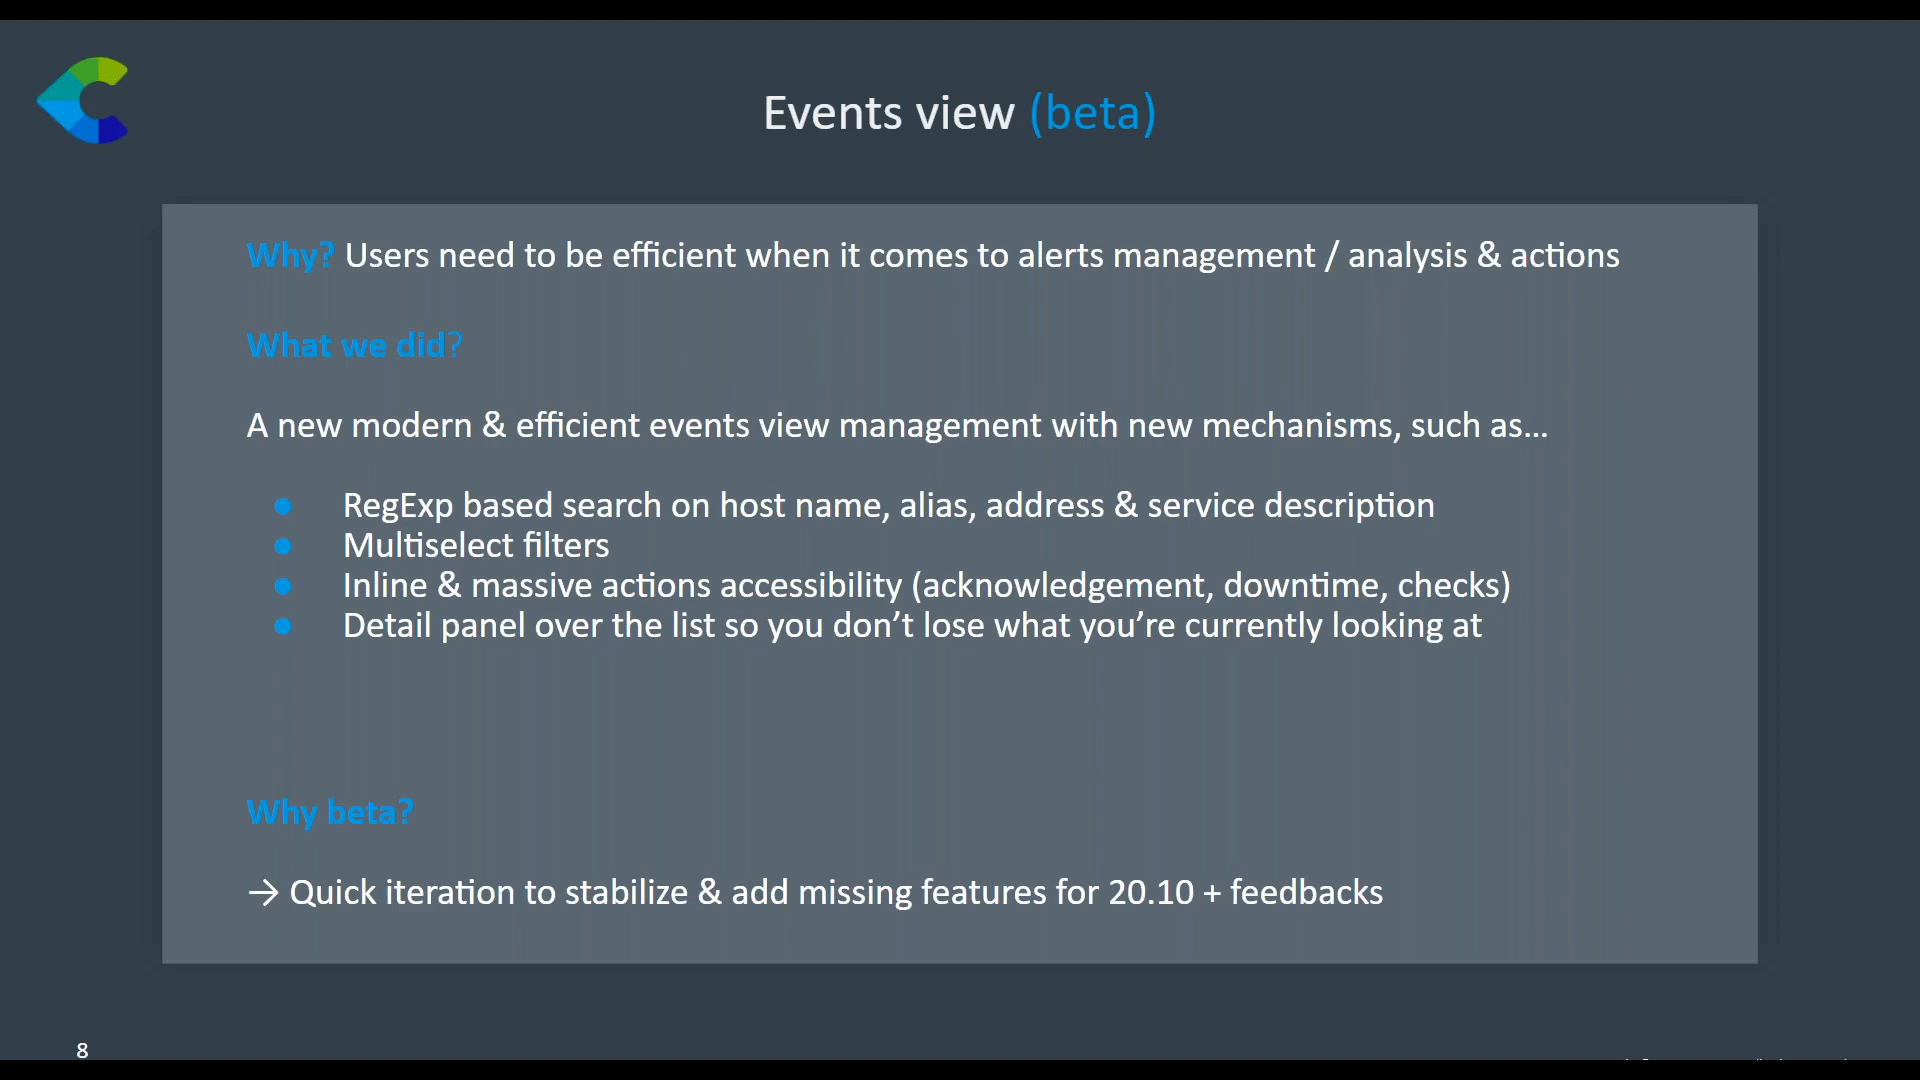 Events view (beta)
Why? Users need to be efficient when it comes to alerts management / analysis & actions
What we did?
A new modern & efficient events view management with new mechanisms, such as…
● RegExp based search on host name, alias, address & service description
● Multiselect filters
● Inline & massive actions accessibility (acknowledgement, downtime, checks)
● Detail panel over the list so you don’t lose what you’re currently looking at
Why beta?
→ Quick iteration to stabilize & add missing features for 20.10 + feedbacks
8